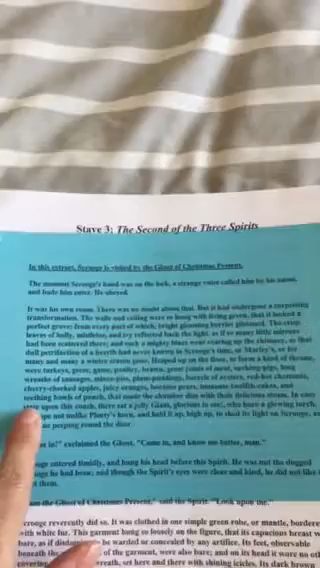 Stave 3: The Second of the Three Spirits
In this extract, Scrooge is visited by the Ghost of Christmas Present.
The moment Scrooge's hand was on the lock, a strange voice called him by his name,
and bade him enter. He obeyed.
It was his own room. There was no doubt about that. But it had undergone a surprising
transformation. The walls and ceiling were so hung with living green, that it looked a
perfect grove; from every part of which, bright gleaming berries glistened. The crisp
leaves of holly, mistletoe, and ivy reflected back the light, as if so many little mirrors
had been scattered there; and such a mighty blaze went roaring up the chimney, as that
dull petrifaction of a hearth had never known in Scrooge's time, or Marley's, or for
many and many a winter season gone. Heaped up on the floor, to form a kind of throne,
were turkeys, geese, game, poultry, brawn, great joints of meat, sucking-pigs, long
wreaths of sausages, mince-pies, plum-puddings, barrels of oysters, red-hot chestnuts,
cherry-cheeked apples, juicy oranges, luscious pears, immense twelfth-cakes, and
seething bowls of punch, that made the chamber dim with their delicious steam. In easy
upon this couch, there sat a jolly Giant, glorious to see, who bore a glowing torch,
not unlike Plenty's horn, and held it up, high up, to shed its light on Scrooge, as
peeping round the door.
in!" exclaimed the Ghost. "Come in, and know me better, man."
entered timidly, and hung his head before this Spirit. He was not the dogged
he had been; and though the Spirit's eyes were clear and kind, he did not like
them.
am the Ghost of Christmas Present," said the Spirit. "Look upon me."
Scrooge reverently did so. It was clothed in one simple green robe, or mantle, bordered
with white fur. This garment hung so loosely on the figure, that its capacious breast w
bare, as if be warded or concealed by any artifice. Its feet, observable
beneath the of the garment, were also bare; and on its head it wore no oth
covering wreath, set here and there with shining icicles. Its dark brown